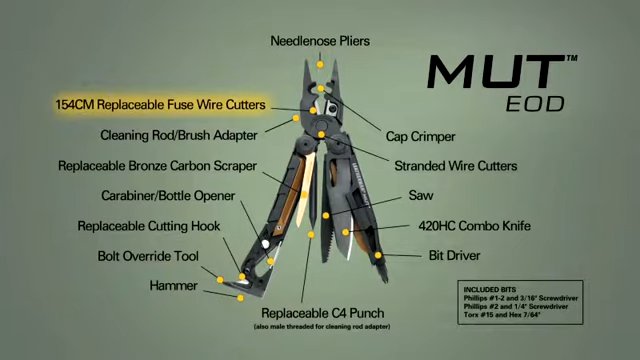 Needlenose Pliers
MUT™
EOD
154CM Replaceable Fuse Wire Cutters
Cleaning Rod/Brush Adapter
Cap Crimper
Replaceable Bronze Carbon Scraper
Stranded Wire Cutters
Carabiner/Bottle Opener
Saw
Replaceable Cutting Hook
420HC Combo Knife
Bolt Override Tool
Bit Driver
Hammer
INCLUDED BITS
Phillips #1-2 and 3/16" Screwdriver
Phillips #2 and 1/4" Screwdriver
Torx #15 and Hex 7/64"
Replaceable C4 Punch
(also male threaded for cleaning rod adapter)